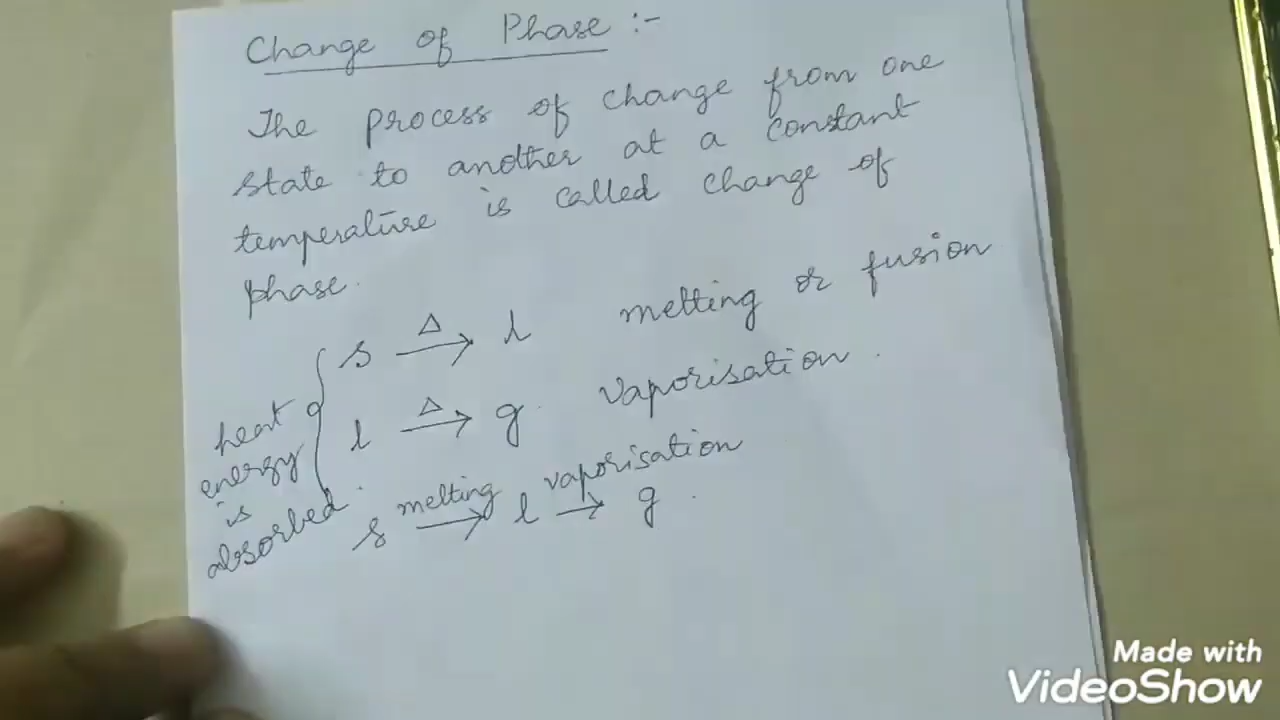 Change of Phase :-
The process of change from one
state to another at a constant
temperature is called change of
phase.
s Δ→ l melting or fusion
l Δ→ g. vaporisation.
heat
energy
is
absorbed.
s melting→ l vaporisation→ g.
Made with
VideoShow